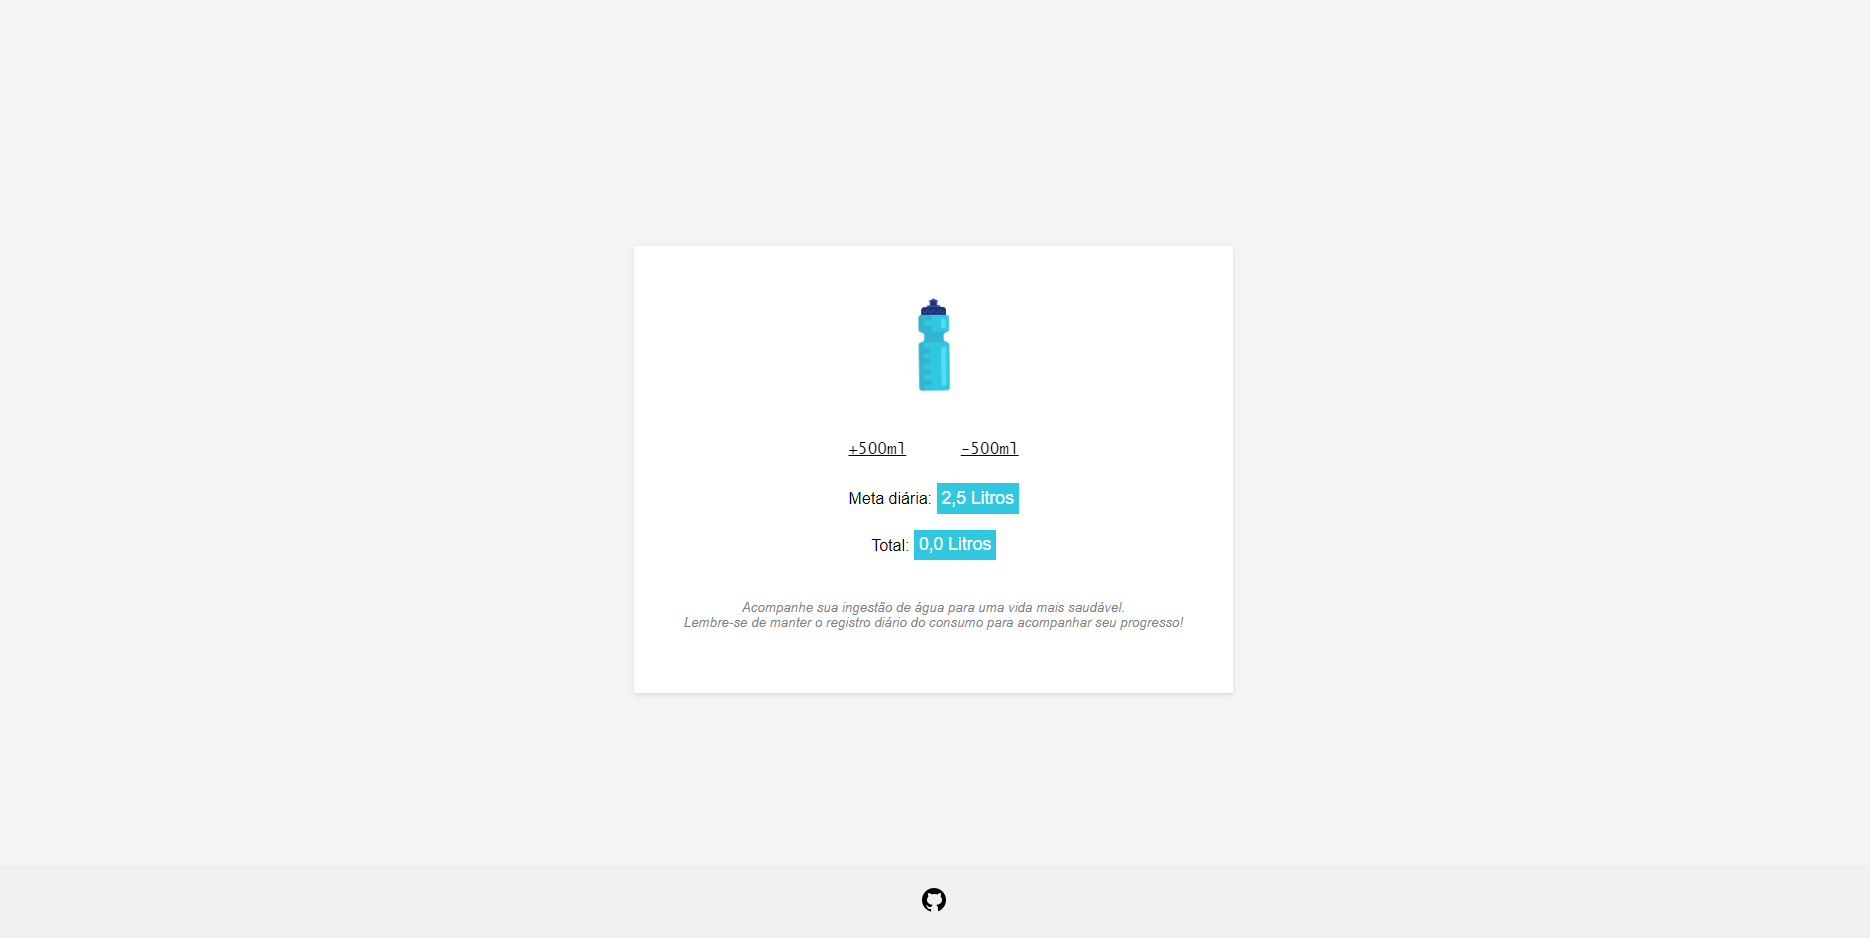 +500ml -500ml
Meta diária: 2,5 Litros
Total: 0,0 Litros
Acompanhe sua ingestão de água para uma vida mais saudável.
Lembre-se de manter o registro diário do consumo para acompanhar seu progresso!